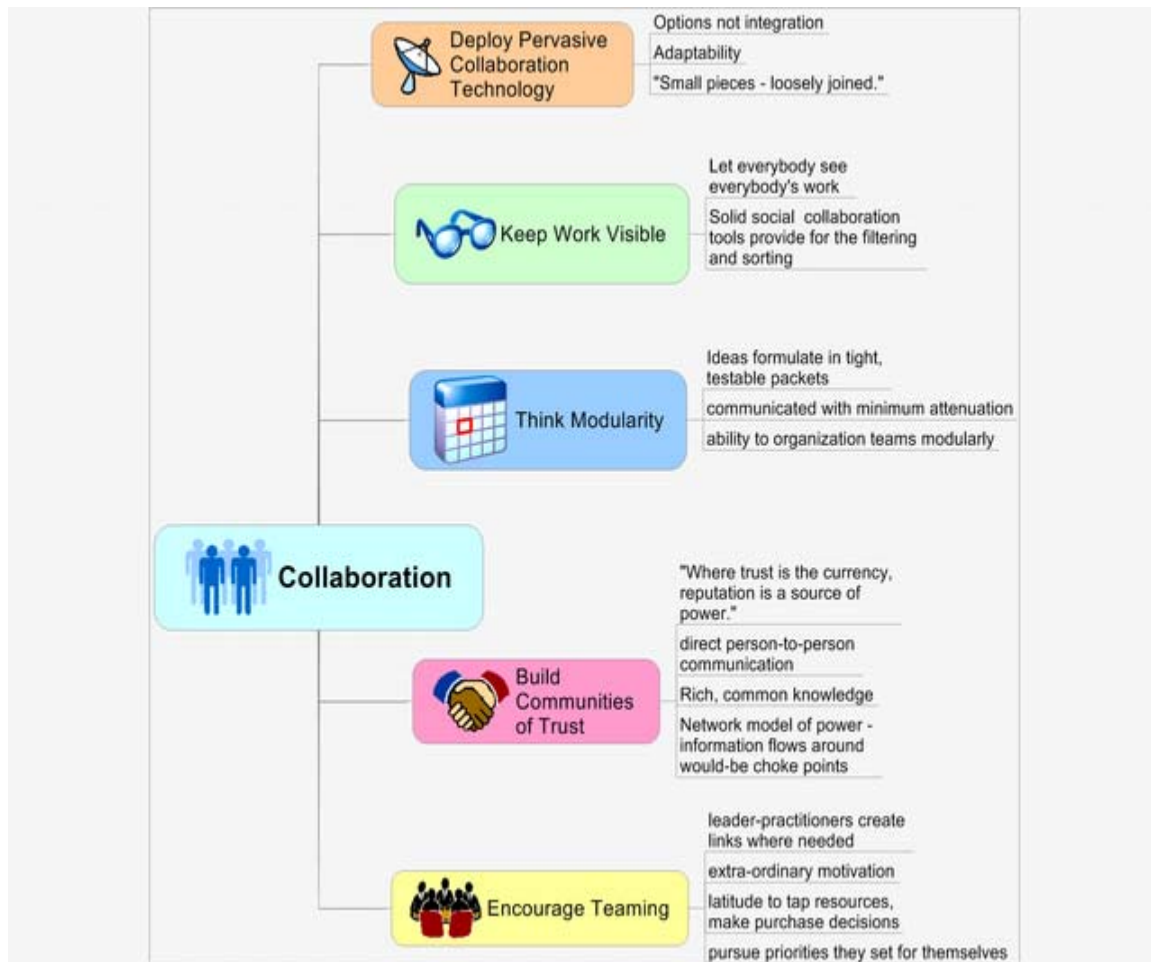 Deploy Pervasive
Collaboration
Technology
Options not integration
Adaptability
"Small pieces - loosely joined."
Keep Work Visible
Let everybody see
everybody's work
Solid social collaboration
tools provide for the filtering
and sorting
Think Modularity
Ideas formulate in tight,
testable packets
communicated with minimum attenuation
ability to organization teams modularly
Collaboration
Build
Communities
of Trust
"Where trust is the currency,
reputation is a source of
power."
direct person-to-person
communication
Rich, common knowledge
Network model of power -
information flows around
would-be choke points
Encourage Teaming
leader-practitioners create
links where needed
extra-ordinary motivation
latitude to tap resources,
make purchase decisions
pursue priorities they set for themselves